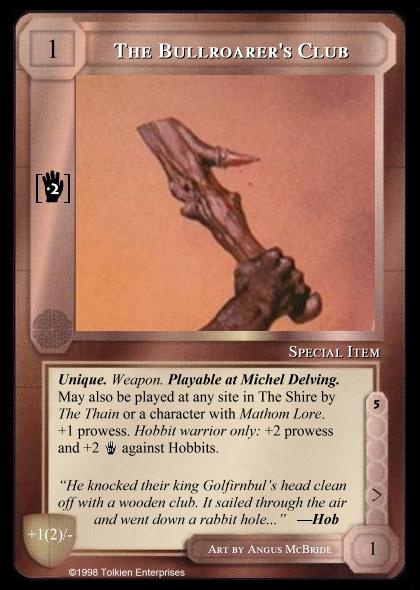 1
THE BULLROARER'S CLUB
[-2]
SPECIAL ITEM
Unique. Weapon. Playable at Michel Delving.
May also be played at any site in The Shire by
The Thain or a character with Mathom Lore.
+1 prowess. Hobbit warrior only: +2 prowess
and +2 against Hobbits.
5
“He knocked their king Golfirnbul’s head clean
off with a wooden club. It sailed through the air
and went down a rabbit hole...” —Hob
+1(2)/-
ART BY ANGUS MCBRIDE
1
©1998 Tolkien Enterprises